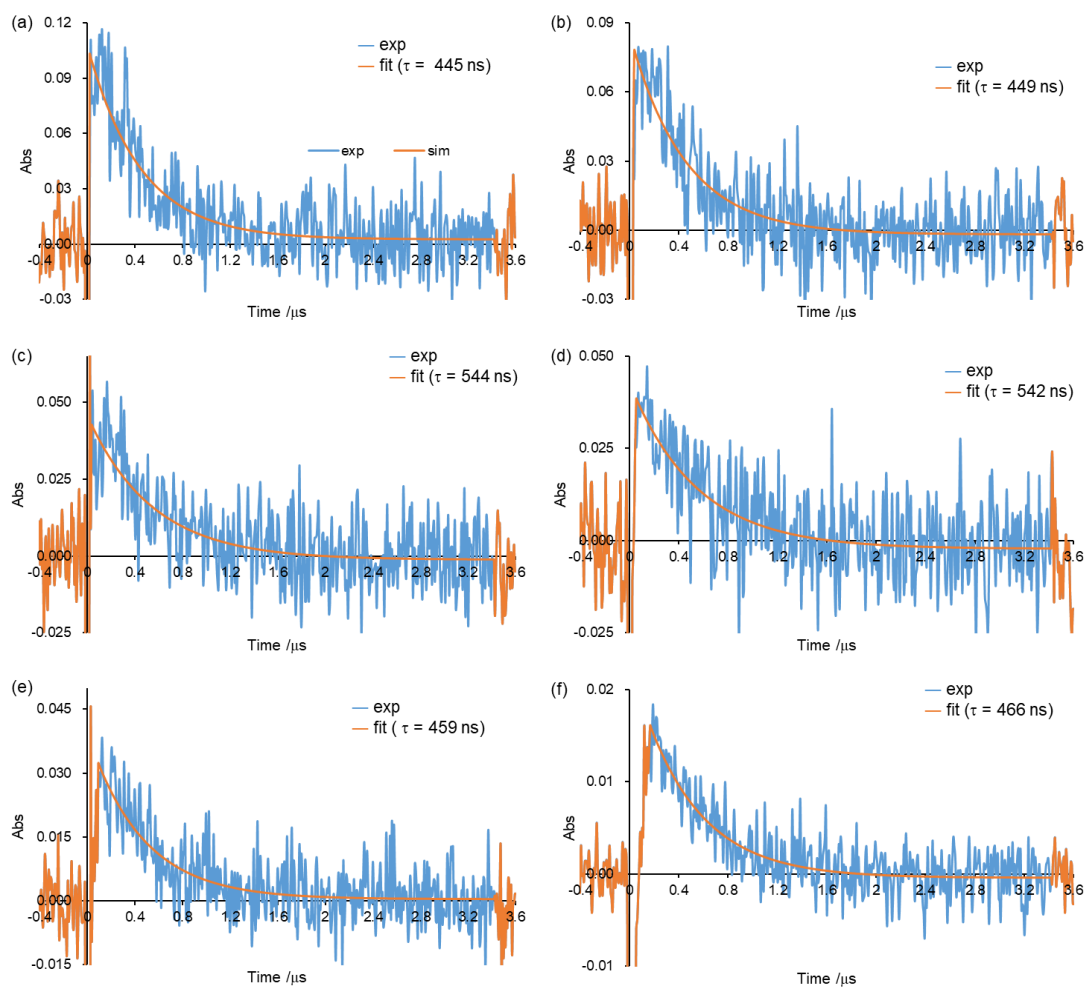 (a)
0.12
0.09
0.06
0.03
0.00
-0.03
Abs
exp
fit (τ = 445 ns)
exp sim
-0.4 0 0.4 0.8 1.2 1.6 2 2.4 2.8 3.2 3.6
Time /μs
(b)
0.09
0.06
0.03
0.00
-0.03
Abs
exp
fit (τ = 449 ns)
-0.4 0 0.4 0.8 1.2 1.6 2 2.4 2.8 3.2 3.6
Time /μs
(c)
0.050
0.025
0.000
-0.025
Abs
exp
fit (τ = 544 ns)
-0.4 0 0.4 0.8 1.2 1.6 2 2.4 2.8 3.2 3.6
Time /μs
(d)
0.050
0.025
0.000
-0.025
Abs
exp
fit (τ = 542 ns)
-0.4 0 0.4 0.8 1.2 1.6 2 2.4 2.8 3.2 3.6
Time /μs
(e)
0.045
0.030
0.015
0.000
-0.015
Abs
exp
fit ( τ = 459 ns)
-0.4 0 0.4 0.8 1.2 1.6 2 2.4 2.8 3.2 3.6
Time /μs
(f)
0.02
0.01
0.00
-0.01
Abs
exp
fit (τ = 466 ns)
-0.4 0 0.4 0.8 1.2 1.6 2 2.4 2.8 3.2 3.6
Time /μs